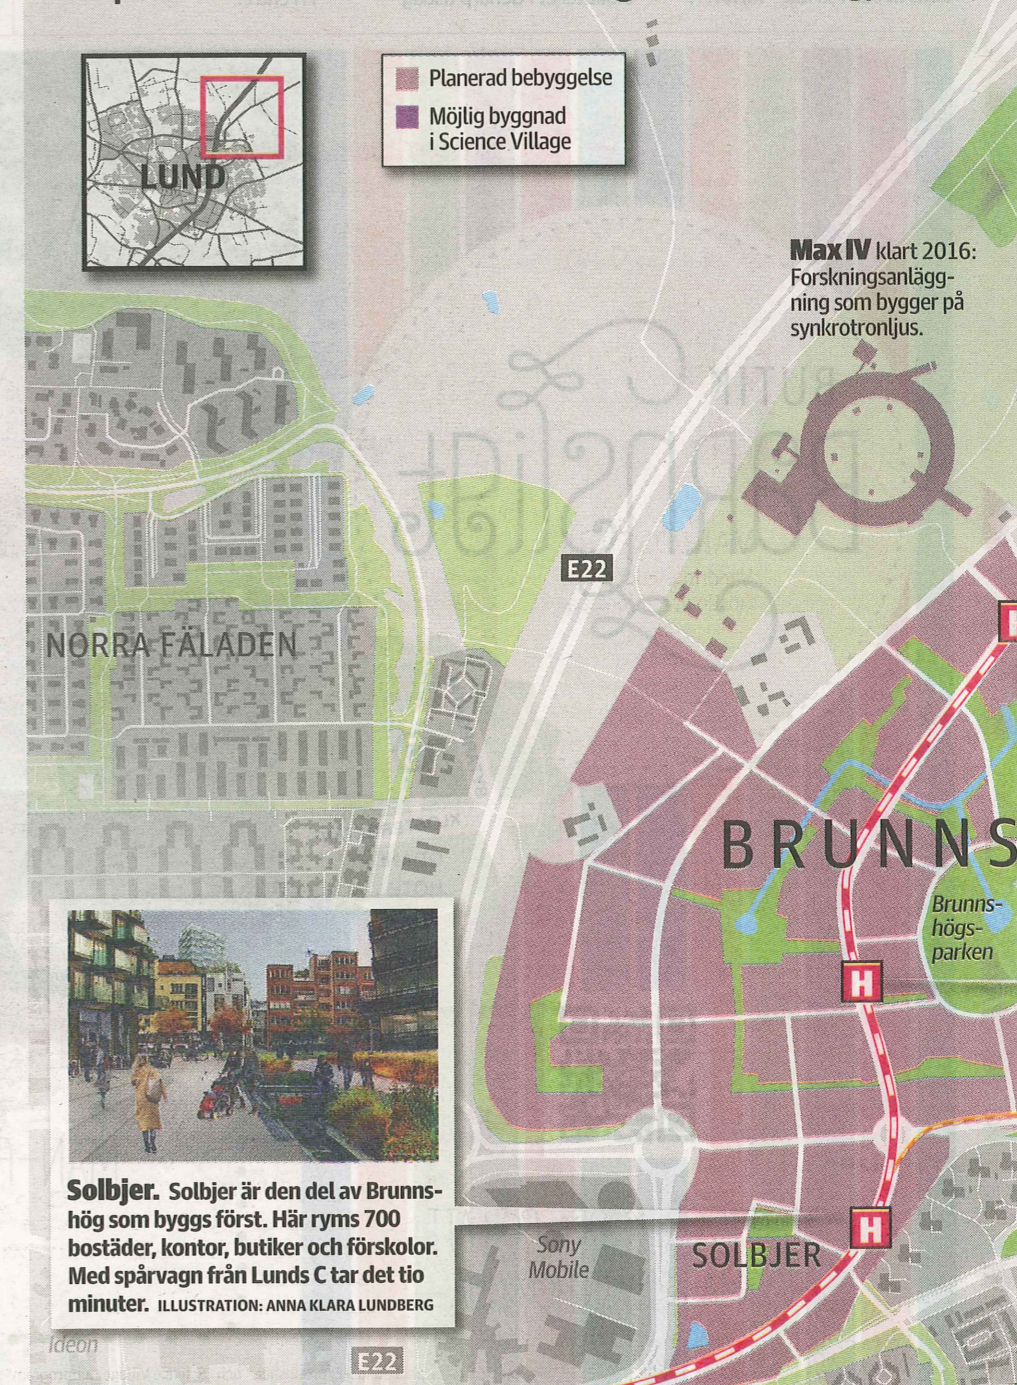 LUND
Planerad bebyggelse
Möjlig byggnad
i Science Village
Max IV klart 2016:
Forskningsanlägg-
ning som bygger på
synkrotronljus.
E22
NORRA FÄLADEN
BRUNNS
Brunns-
högs-
parken
H
H
H
Solbjer. Solbjer är den del av Brunns-
hög som byggs först. Här ryms 700
bostäder, kontor, butiker och förskolor.
Med spårvagn från Lunds C tar det tio
minuter. ILLUSTRATION: ANNA KLARA LUNDBERG
Sony
Mobile
SOLBJER
Ideon
E22